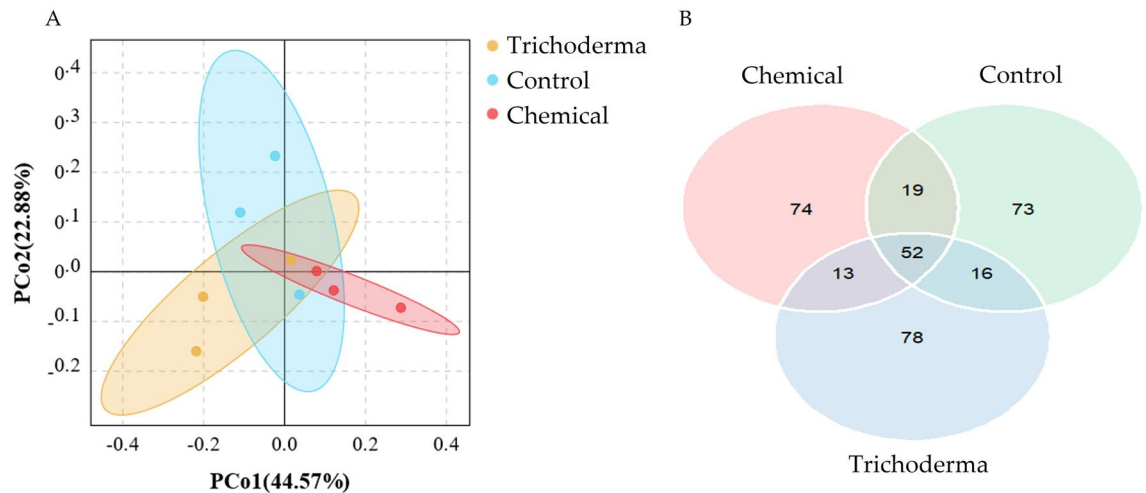 A
PCo2(22.88%)
0.4
0.3
0.2
0.1
0.0
-0.1
-0.2
-0.4
-0.2
0.0
0.2
0.4
PCo1(44.57%)
Trichoderma
Control
Chemical
B
Chemical
Control
74
19
73
13
52
16
78
Trichoderma